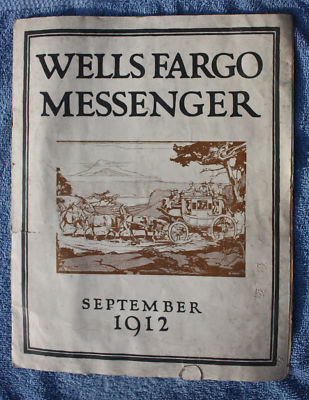 WELLS FARGO
MESSENGER
SEPTEMBER
1912